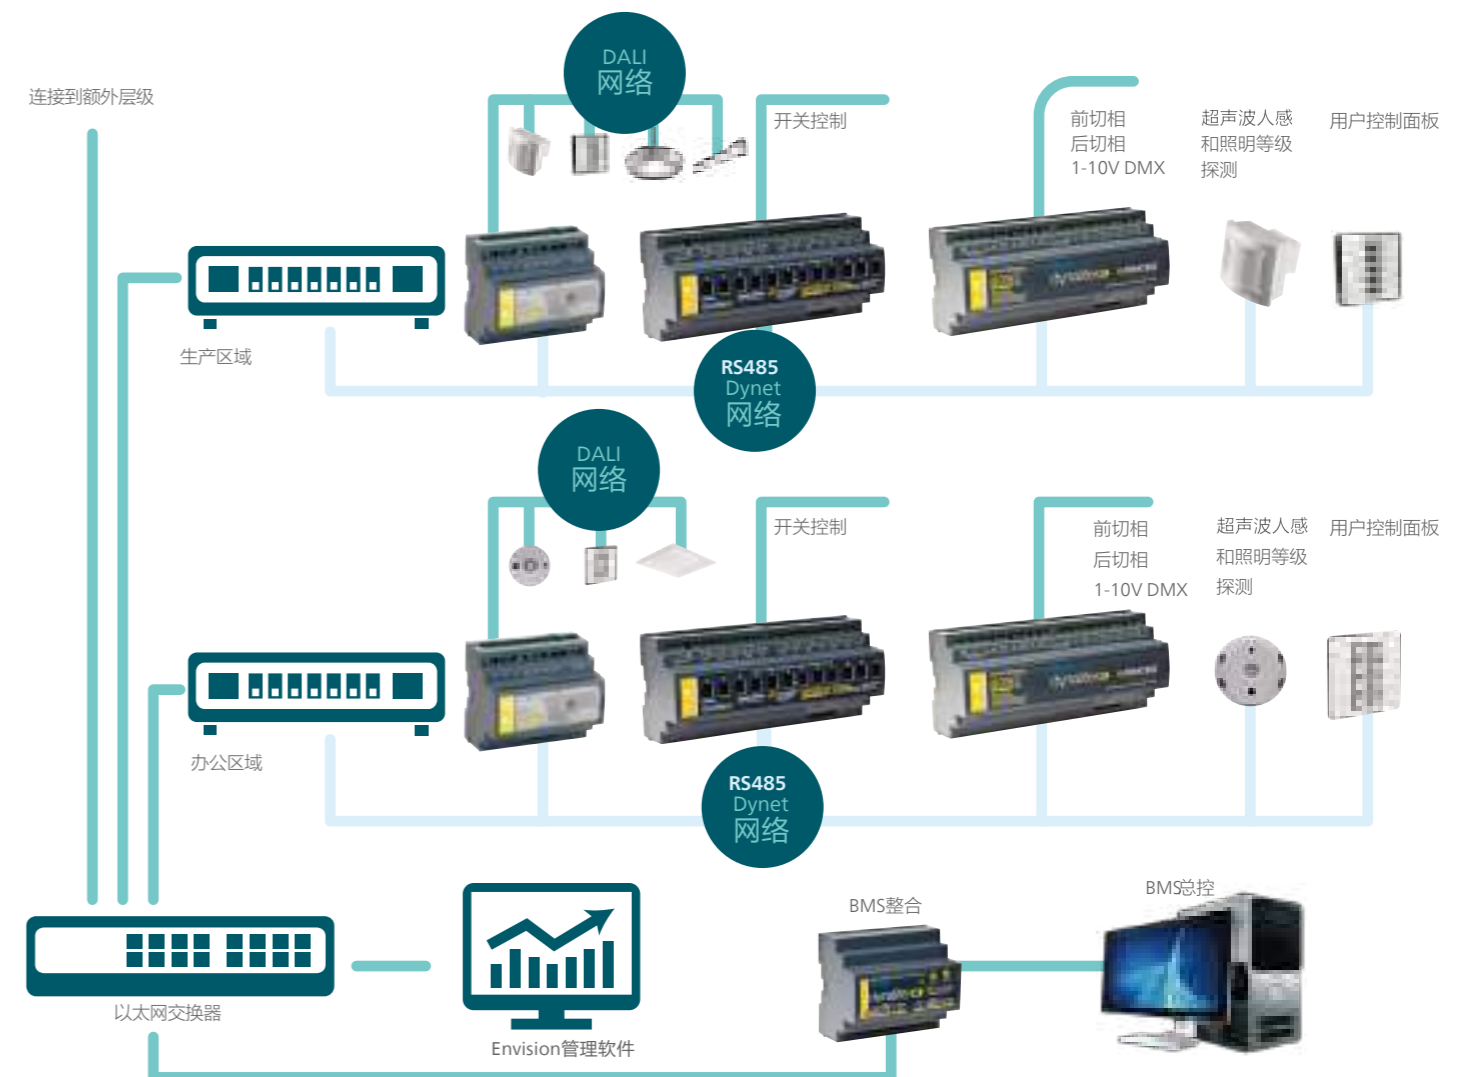 DALI
网络
连接到额外层级
开关控制
前切相
后切相
1-10V DMX
超声波人感
和照明等级
探测
用户控制面板
生产区域
RS485
Dynet
网络
DALI
网络
开关控制
前切相
后切相
1-10V DMX
超声波人感
和照明等级
探测
用户控制面板
办公区域
RS485
Dynet
网络
BMS整合
BMS总控
以太网交换器
Envision管理软件